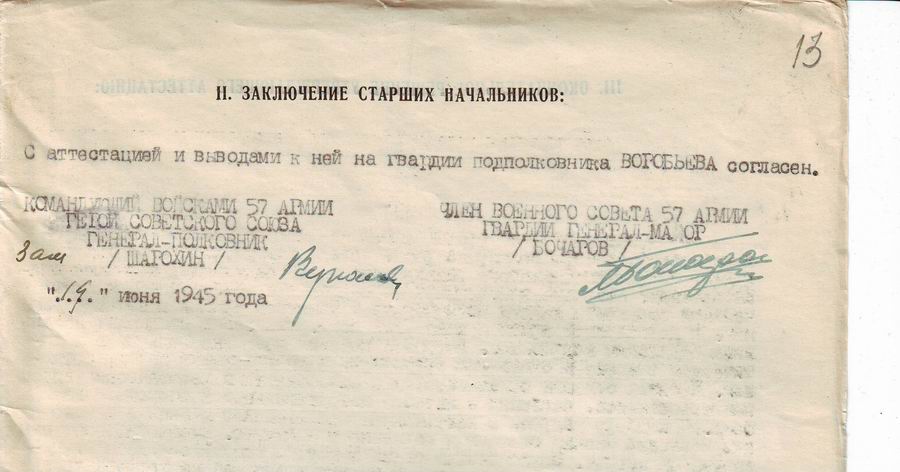 13
II. ЗАКЛЮЧЕНИЕ СТАРШИХ НАЧАЛЬНИКОВ:
С аттестацией и выводами к ней на гвардии подполковника ВОРОБЬЕВА согласен.
КОМАНДУЮЩИЙ ВОЙСКАМИ 57 АРМИИ
ГЕРОЙ СОВЕТСКОГО СОЮЗА
ГЕНЕРАЛ-ПОЛКОВНИК
Зам / ШАРОХИН /
"19." июня 1945 года
ЧЛЕН ВОЕННОГО СОВЕТА 57 АРМИИ
ГВАРДИИ ГЕНЕРАЛ-МАЙОР
/ БОЧАРОВ /